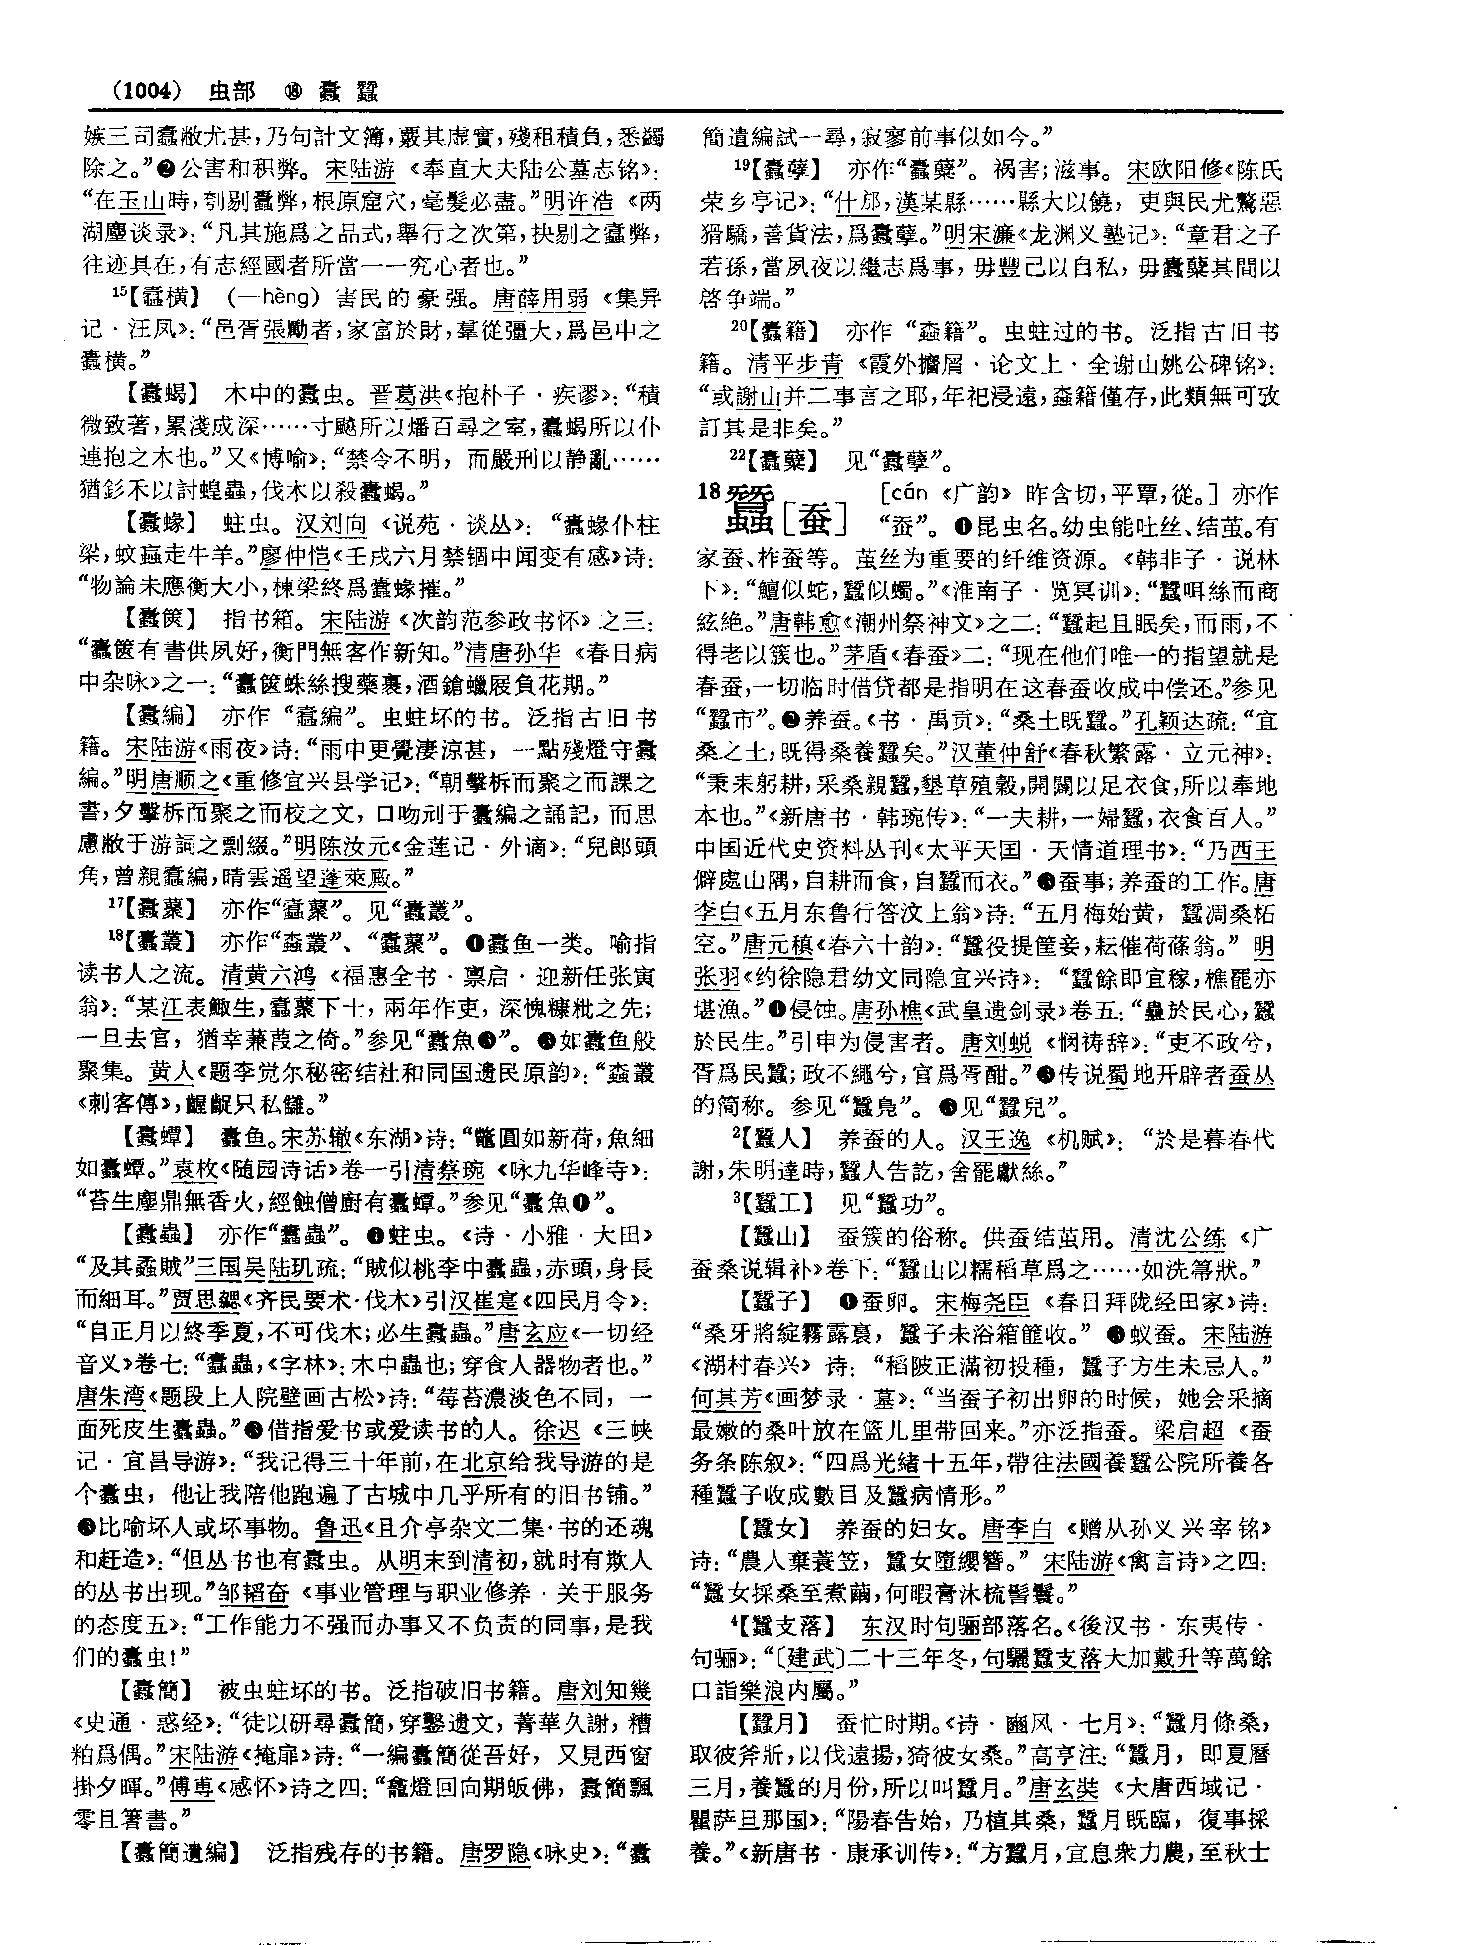 （1004） 虫部 ⑱ 蠹 蠶
嫉三司蠹敝尤甚，乃句計文簿，覈其虛實，殘租積負，悉蠲
除之。”❷公害和积弊。 宋陆游《奉直大夫陆公墓志铭》：
“在玉山時，刳剔蠹弊，根原窟穴，毫髮必盡。”明许浩《两
湖麈谈录》：“凡其施爲之品式，舉行之次第，抉剔之蠹弊，
往迹具在，有志經國者所當一一究心者也。”
15【蠹横】 （—hèng）害民的豪强。唐薛用弱《集异
记·汪凤》：“邑胥張勵者，家富於財，羣從彊大，爲邑中之
蠹横。”
【蠹蝎】 木中的蠹虫。晋葛洪《抱朴子·疾谬》：“積
微致著，累淺成深……寸飈所以燔百尋之室，蠹蝎所以仆
連抱之木也。”又《博喻》：“禁令不明，而嚴刑以静亂……
猶釤禾以討蝗蟲，伐木以殺蠹蝎。”
【蠹蝝】 蛀虫。汉刘向《说苑·谈丛》：“蠹蝝仆柱
梁，蚊蝱走牛羊。”廖仲恺《壬戌六月禁锢中闻变有感》诗：
“物論未應衡大小，棟梁終爲蠹蝝摧。”
【蠹篋】 指书箱。宋陆游《次韵范参政书怀》之三：
“蠹篋有書供夙好，衡門無客作新知。”清唐孙华《春日病
中杂咏》之一：“蠹篋蛛絲搜藥裹，酒鎗蠟屐負花期。”
【蠹編】 亦作“蠧編”。虫蛀坏的书。泛指古旧书
籍。宋陆游《雨夜》诗：“雨中更覺淒涼甚，一點殘燈守蠹
編。”明唐顺之《重修宜兴县学记》：“朝擊柝而聚之而課之
書，夕擊柝而聚之而校之文，口吻刓于蠹編之誦記，而思
慮敝于游詞之剽綴。”明陈汝元《金莲记·外谪》：“兒郎頭
角，曾親蠹編，晴雲遥望蓬萊殿。”
17【蠹藂】 亦作“蠧藂”。见“蠹叢”。
18【蠹叢】 亦作“螙叢”、“蠹藂”。❶蠹鱼一类。喻指
读书人之流。清黄六鸿《福惠全书·禀启·迎新任张寅
翁》：“某江表鯫生，蠹藂下士，兩年作吏，深愧糠粃之先；
一旦去官，猶幸蒹葭之倚。”参见“蠹魚❸”。❷如蠹鱼般
聚集。黄人《题李觉尔秘密结社和同国遗民原韵》：“螙叢
《刺客傳》，齷齪只私讎。”
【蠹蟫】 蠹鱼。宋苏辙《东湖》诗：“鼈圓如新荷，魚細
如蠹蟫。”袁枚《随园诗话》卷一引清蔡琬《咏九华峰寺》：
“苔生塵鼎無香火，經蝕僧廚有蠹蟫。”参见“蠹魚❶”。
【蠹蟲】 亦作“蠧蟲”。❶蛀虫。《诗·小雅·大田》
“及其蟊賊”三国吴陆玑疏：“賊似桃李中蠹蟲，赤頭，身長
而細耳。”贾思勰《齐民要术·伐木》引汉崔寔《四民月令》：
“自正月以終季夏，不可伐木；必生蠹蟲。”唐玄应《一切经
音义》卷七：“蠹蟲，《字林》：木中蟲也；穿食人器物者也。”
唐朱湾《题段上人院壁画古松》诗：“莓苔濃淡色不同，一
面死皮生蠹蟲。”❷借指爱书或爱读书的人。徐迟《三峡
记·宜昌导游》：“我记得三十年前，在北京给我导游的是
个蠹虫，他让我陪他跑遍了古城中几乎所有的旧书铺。”
❸比喻坏人或坏事物。鲁迅《且介亭杂文二集·书的还魂
和赶造》：“但丛书也有蠹虫。从明末到清初，就时有欺人
的丛书出现。”邹韬奋《事业管理与职业修养·关于服务
的态度五》：“工作能力不强而办事又不负责的同事，是我
们的蠹虫！”
【蠹簡】 被虫蛀坏的书。泛指破旧书籍。唐刘知幾
《史通·惑经》：“徒以研尋蠹簡，穿鑿遺文，菁華久謝，糟
粕爲偶。”宋陆游《掩扉》诗：“一编蠹簡從吾好，又見西窗
掛夕暉。”傅尃《感怀》诗之四：“龕燈回向期皈佛，蠹簡飄
零且箸書。”
【蠹簡遺編】 泛指残存的书籍。唐罗隐《咏史》：“蠹
簡遺編試一尋，寂寥前事似如今。”
19【蠹孽】 亦作“蠹蘖”。祸害；滋事。宋欧阳修《陈氏
荣乡亭记》：“什邡，漢某縣……縣大以饒，吏與民尤驁惡
猾驕，善貨法，爲蠹孽。”明宋濂《龙渊义塾记》：“章君之子
若孫，當夙夜以繼志爲事，毋豐己以自私，毋蠹蘖其間以
啓争端。”
20【蠹籍】 亦作“螙籍”。虫蛀过的书。泛指古旧书
籍。清平步青《霞外攟屑·论文上·全谢山姚公碑铭》：
“或謝山并二事言之耶，年祀浸遠，螙籍僅存，此類無可攷
訂其是非矣。”
22【蠹蘖】 见“蠹孽”。
18蠶［蚕］ ［cán《广韵》昨含切，平覃，從。］亦作
“蚕”。❶昆虫名。幼虫能吐丝、结茧。有
家蚕、柞蚕等。茧丝为重要的纤维资源。《韩非子·说林
下》：“鱣似蛇，蠶似蠋。”《淮南子·览冥训》：“蠶咡絲而商
絃绝。”唐韩愈《潮州祭神文》之二：“蠶起且眠矣，而雨，不
得老以簇也。”茅盾《春蚕》二：“现在他们唯一的指望就是
春蚕，一切临时借贷都是指明在这春蚕收成中偿还。”参见
“蠶市”。❷养蚕。《书·禹贡》：“桑土既蠶。”孔颖达疏：“宜
桑之土，既得桑養蠶矣。”汉董仲舒《春秋繁露·立元神》：
“秉耒躬耕，采桑親蠶，墾草殖穀，開闢以足衣食，所以奉地
本也。”《新唐书·韩琬传》：“一夫耕，一婦蠶，衣食百人。”
中国近代史资料丛刊《太平天国·天情道理书》：“乃西王
僻處山隅，自耕而食，自蠶而衣。”❸蚕事；养蚕的工作。唐
李白《五月东鲁行答汶上翁》诗：“五月梅始黄，蠶凋桑柘
空。”唐元稹《春六十韵》：“蠶役提筐妾，耘催荷蓧翁。”明
张羽《约徐隐君幼文同隐宜兴诗》：“蠶餘即宜稼，樵罷亦
堪漁。”❹侵蚀。唐孙樵《武皇遗剑录》卷五：“蠱於民心，蠶
於民生。”引申为侵害者。唐刘蜕《悯祷辞》：“吏不政兮，
胥爲民蠶；政不繩兮，官爲胥酣。”❺传说蜀地开辟者蚕丛
的简称。参见“蠶凫”。❻见“蠶兒”。
2【蠶人】 养蚕的人。汉王逸《机赋》：“於是暮春代
謝，朱明達時，蠶人告訖，舍罷獻絲。”
3【蠶工】 见“蠶功”。
【蠶山】 蚕簇的俗称。供蚕结茧用。清沈公练《广
蚕桑说辑补》卷下：“蠶山以糯稻草爲之……如洗箒狀。”
【蠶子】 ❶蚕卵。宋梅尧臣《春日拜陇经田家》诗：
“桑牙將綻霧露裛，蠶子未浴箱篚收。”❷蚁蚕。宋陆游
《湖村春兴》诗：“稻陂正滿初投種，蠶子方生未忌人。”
何其芳《画梦录·墓》：“当蚕子初出卵的时候，她会采摘
最嫩的桑叶放在篮儿里带回来。”亦泛指蚕。梁启超《蚕
务条陈叙》：“四爲光緒十五年，帶往法國養蠶公院所養各
種蠶子收成數目及蠶病情形。”
【蠶女】 养蚕的妇女。唐李白《赠从孙义兴宰铭》
诗：“農人棄蓑笠，蠶女墮纓簪。”宋陆游《禽言诗》之四：
“蠶女採桑至煮繭，何暇膏沐梳髻鬟。”
4【蠶支落】 东汉时句骊部落名。《後汉书·东夷传·
句骊》：“〔建武〕二十三年冬，句驪蠶支落大加戴升等萬餘
口詣樂浪内屬。”
【蠶月】 蚕忙时期。《诗·豳风·七月》：“蠶月條桑，
取彼斧斨，以伐遠揚，猗彼女桑。”高亨注：“蠶月，即夏曆
三月，養蠶的月份，所以叫蠶月。”唐玄奘《大唐西域记·
瞿萨旦那国》：“陽春告始，乃植其桑，蠶月既臨，復事採
養。”《新唐书·康承训传》：“方蠶月，宜息衆力農，至秋士